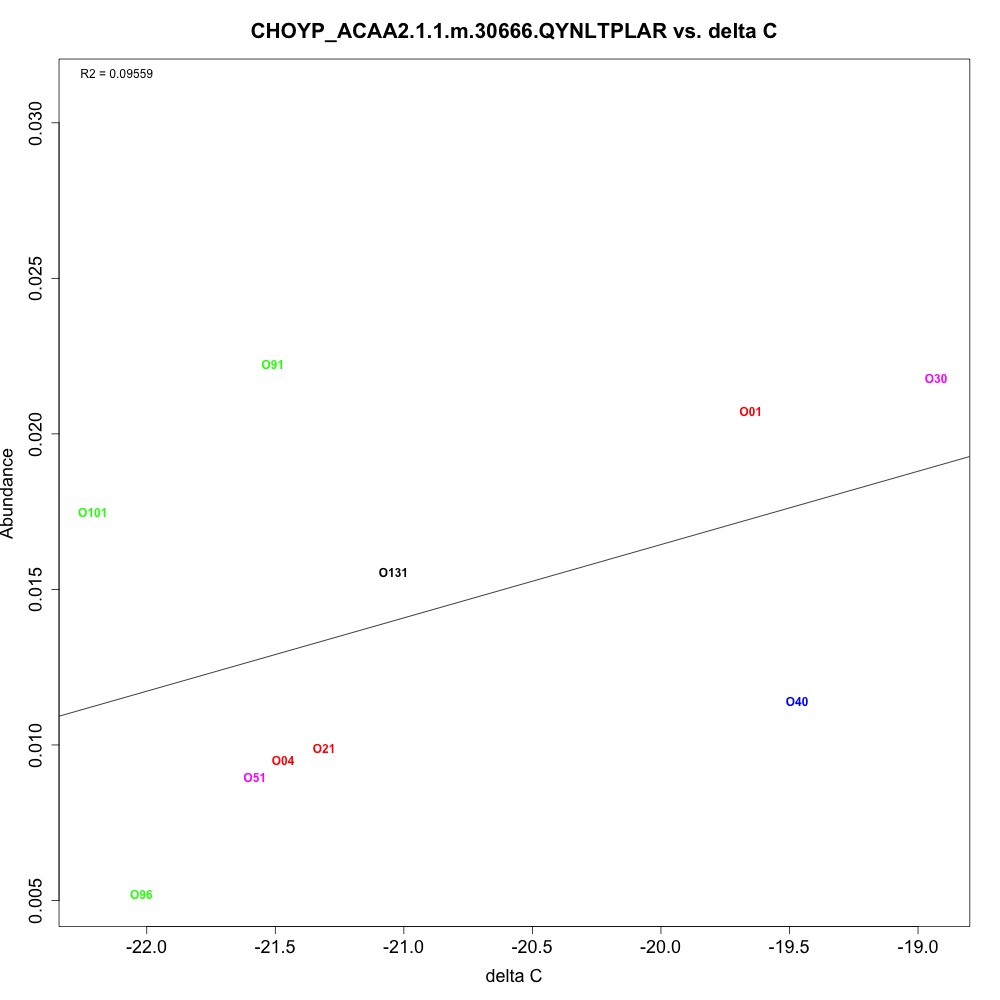 CHOYP_ACAA2.1.1.m.30666.QYNLTPLAR vs. delta C
R2 = 0.09559
0.030
0.025
0.020
0.015
0.010
0.005
Abundance
O91
O30
O01
O101
O131
O40
O21
O04
O51
O96
-22.0 -21.5 -21.0 -20.5 -20.0 -19.5 -19.0
delta C